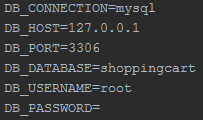 DB_CONNECTION=mysql
DB_HOST=127.0.0.1
DB_PORT=3306
DB_DATABASE=shoppingcart
DB_USERNAME=root
DB_PASSWORD=